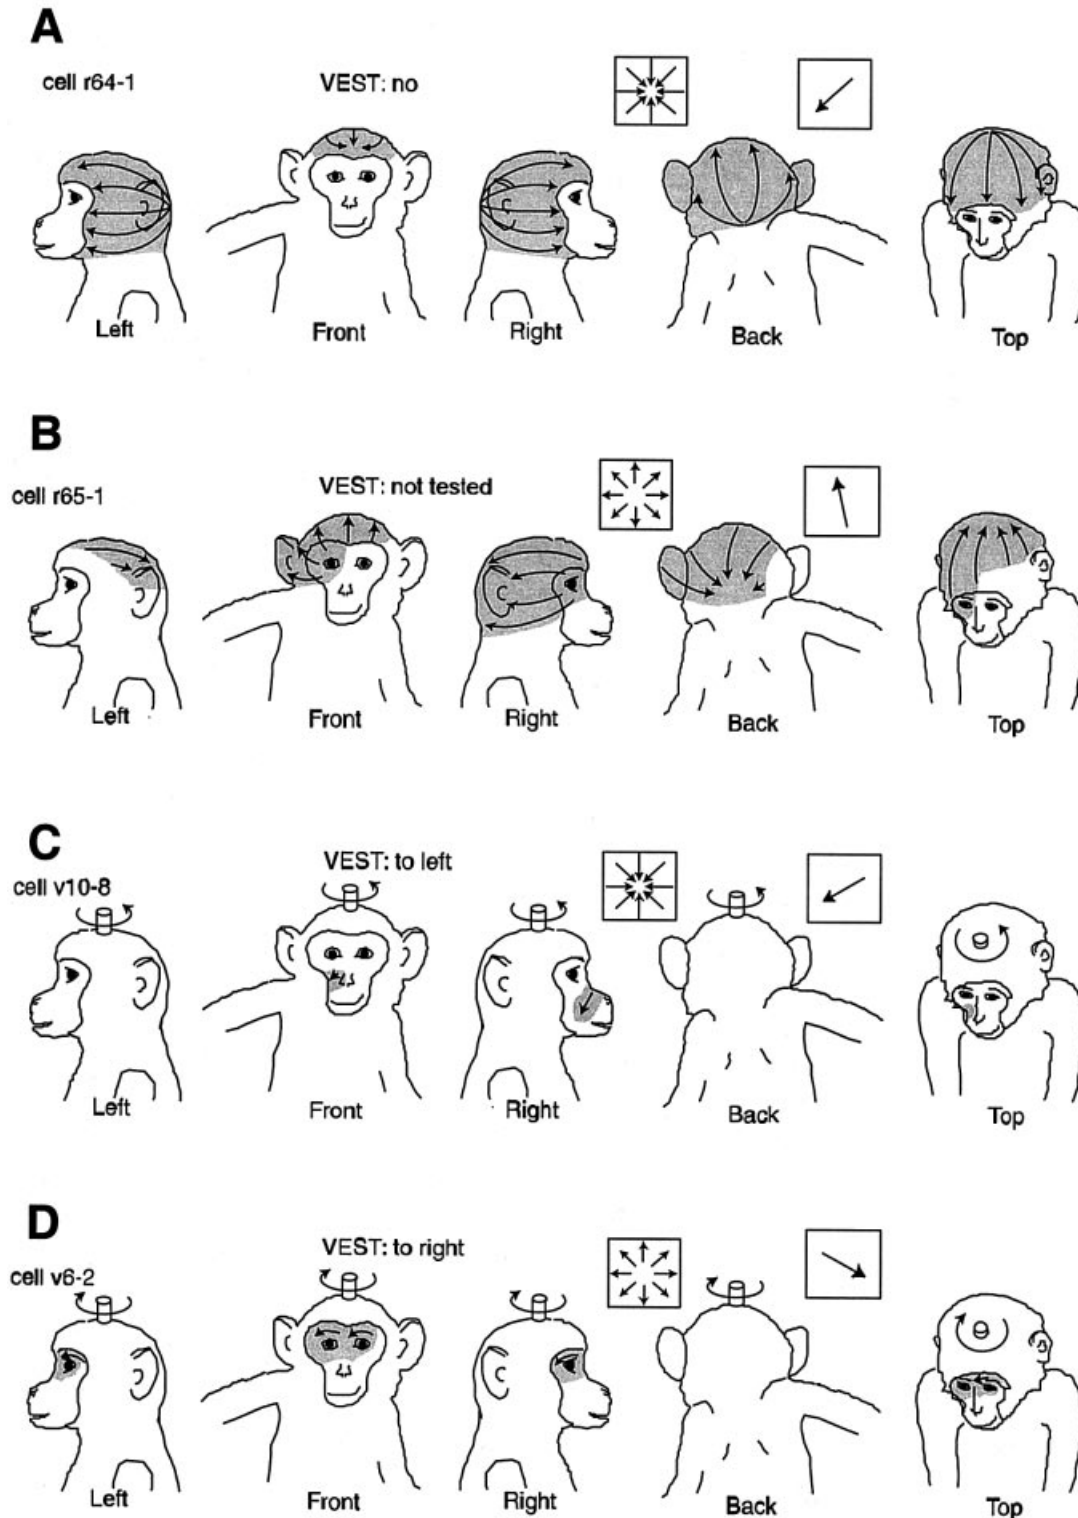 A
cell r64-1 VEST: no
Left Front Right Back Top
B
cell r65-1 VEST: not tested
Left Front Right Back Top
C
cell v10-8 VEST: to left
Left Front Right Back Top
D
cell v6-2 VEST: to right
Left Front Right Back Top